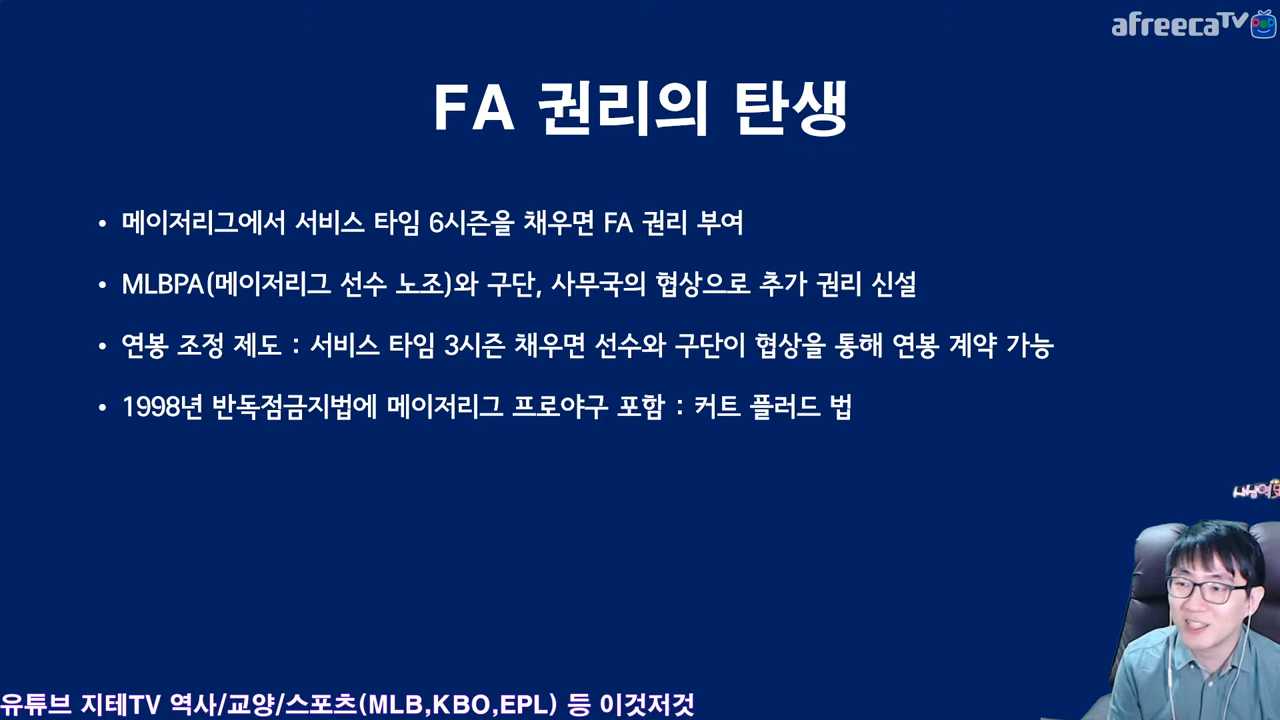 afreecaTV
FA 권리의 탄생
• 메이저리그에서 서비스 타임 6시즌을 채우면 FA 권리 부여
• MLBPA(메이저리그 선수 노조)와 구단, 사무국의 협상으로 추가 권리 신설
• 연봉 조정 제도 : 서비스 타임 3시즌 채우면 선수와 구단이 협상을 통해 연봉 계약 가능
• 1998년 반독점금지법에 메이저리그 프로야구 포함 : 커트 플러드 법
유튜브 지테TV 역사/교양/스포츠(MLB,KBO,EPL) 등 이것저것